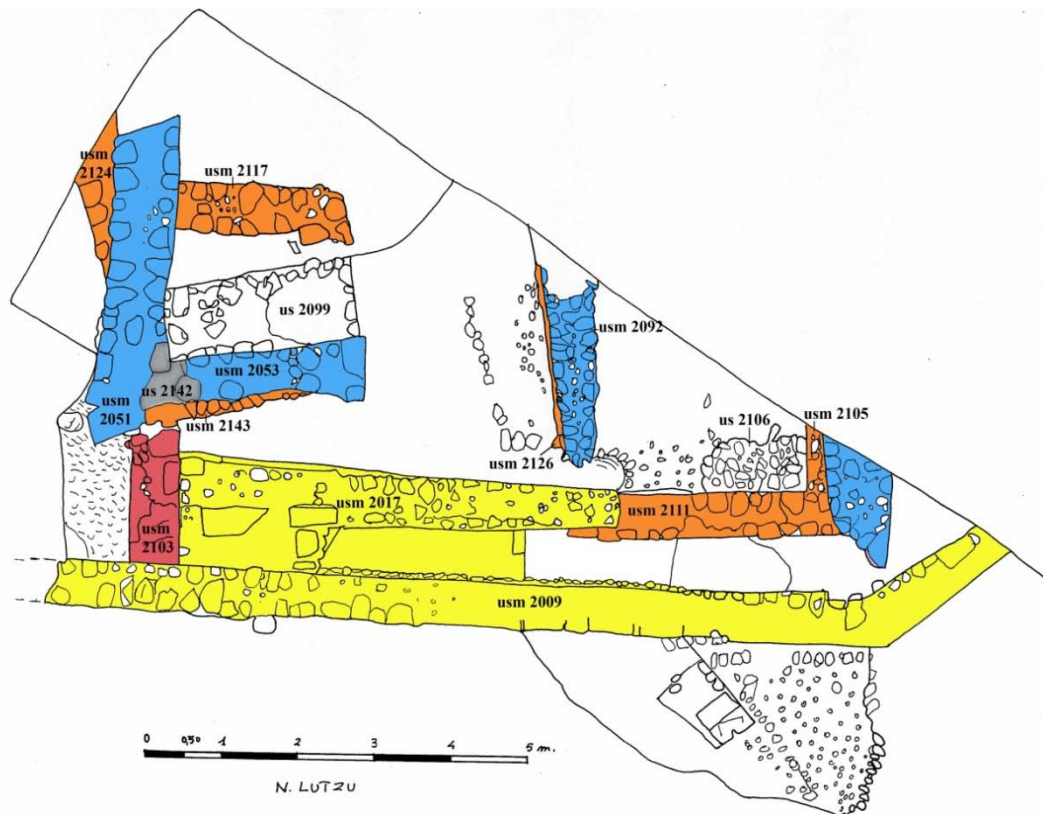 usm
2124
usm 2117
us 2099
usm 2092
usm 2053
us 2142
usm
2051
usm 2143
usm 2126
us 2106
usm 2105
usm 2017
usm 2111
usm
2103
usm 2009
0 0,50 1 2 3 4 5 m.
N. LUTZU